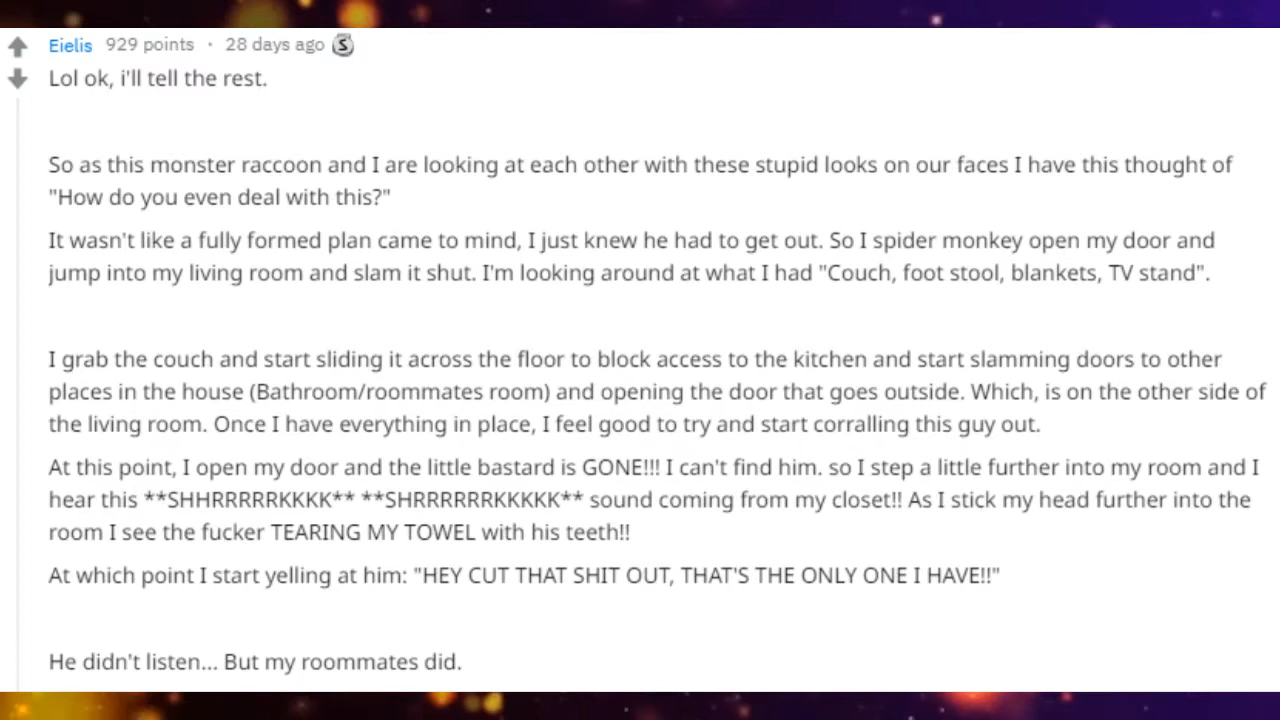 Eielis 929 points · 28 days ago S
Lol ok, i'll tell the rest.
So as this monster raccoon and I are looking at each other with these stupid looks on our faces I have this thought of
"How do you even deal with this?"
It wasn't like a fully formed plan came to mind, I just knew he had to get out. So I spider monkey open my door and
jump into my living room and slam it shut. I'm looking around at what I had "Couch, foot stool, blankets, TV stand".
I grab the couch and start sliding it across the floor to block access to the kitchen and start slamming doors to other
places in the house (Bathroom/roommates room) and opening the door that goes outside. Which, is on the other side of
the living room. Once I have everything in place, I feel good to try and start corralling this guy out.
At this point, I open my door and the little bastard is GONE!!! I can't find him. so I step a little further into my room and I
hear this **SHHRRRRRKKKK** **SHRRRRRRKKKKK** sound coming from my closet!! As I stick my head further into the
room I see the fucker TEARING MY TOWEL with his teeth!!
At which point I start yelling at him: "HEY CUT THAT SHIT OUT, THAT'S THE ONLY ONE I HAVE!!"
He didn't listen... But my roommates did.